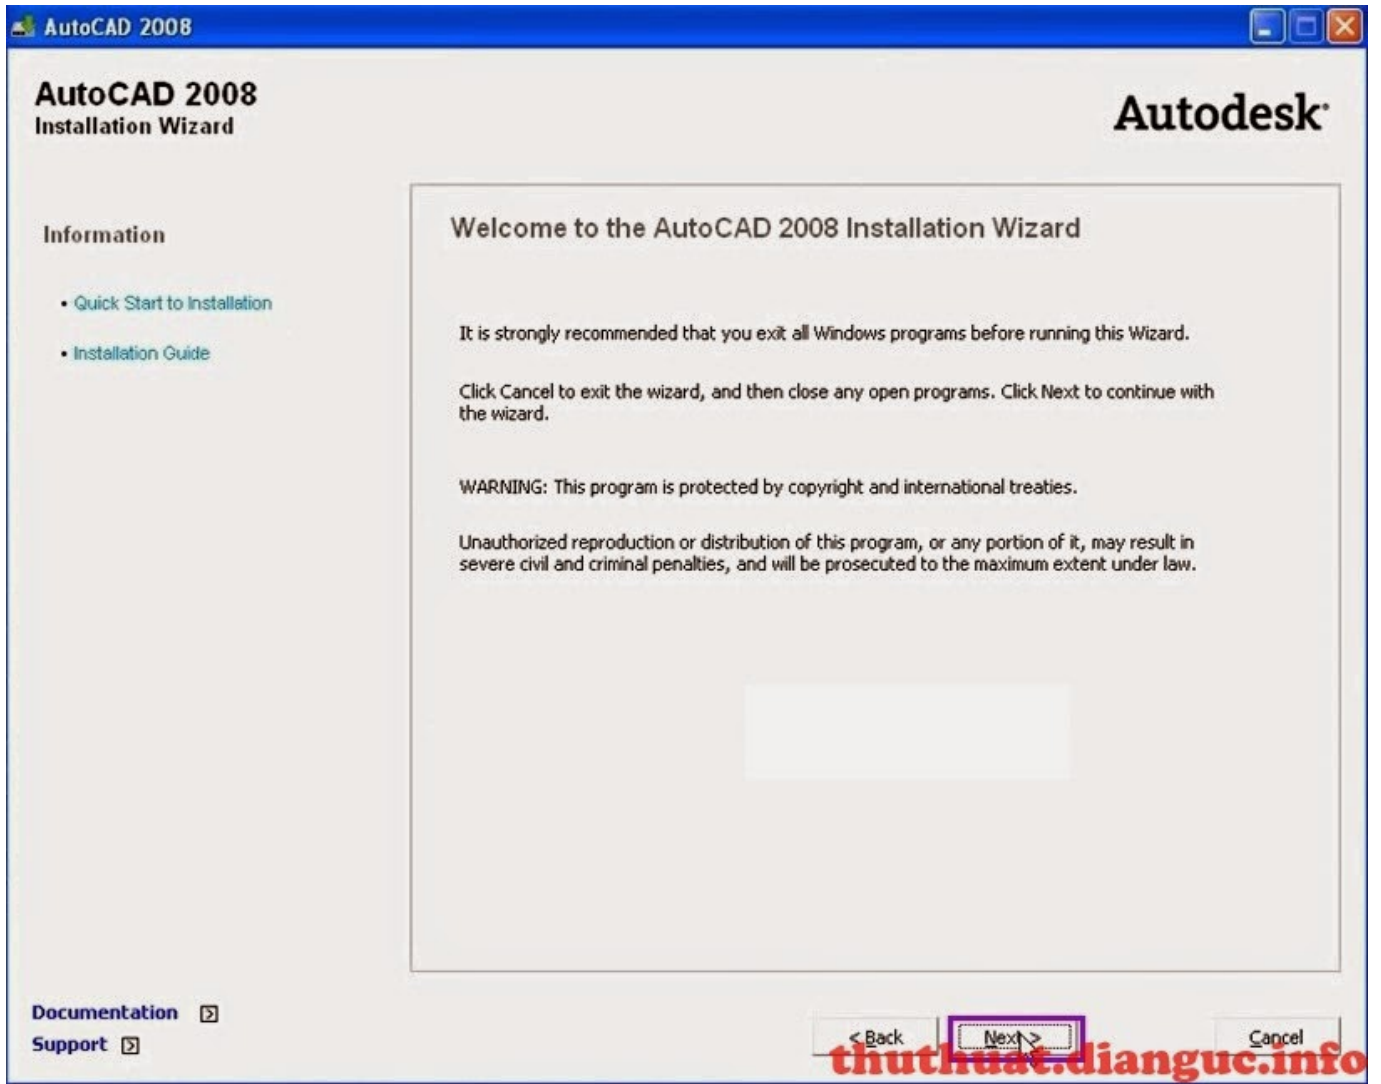 AutoCAD 2008
AutoCAD 2008
Installation Wizard
Autodesk
Information
• Quick Start to Installation
• Installation Guide
Welcome to the AutoCAD 2008 Installation Wizard
It is strongly recommended that you exit all Windows programs before running this Wizard.
Click Cancel to exit the wizard, and then close any open programs. Click Next to continue with
the wizard.
WARNING: This program is protected by copyright and international treaties.
Unauthorized reproduction or distribution of this program, or any portion of it, may result in
severe civil and criminal penalties, and will be prosecuted to the maximum extent under law.
Documentation
Support
< Back
Next >
Cancel
thuthuat.dianguc.info